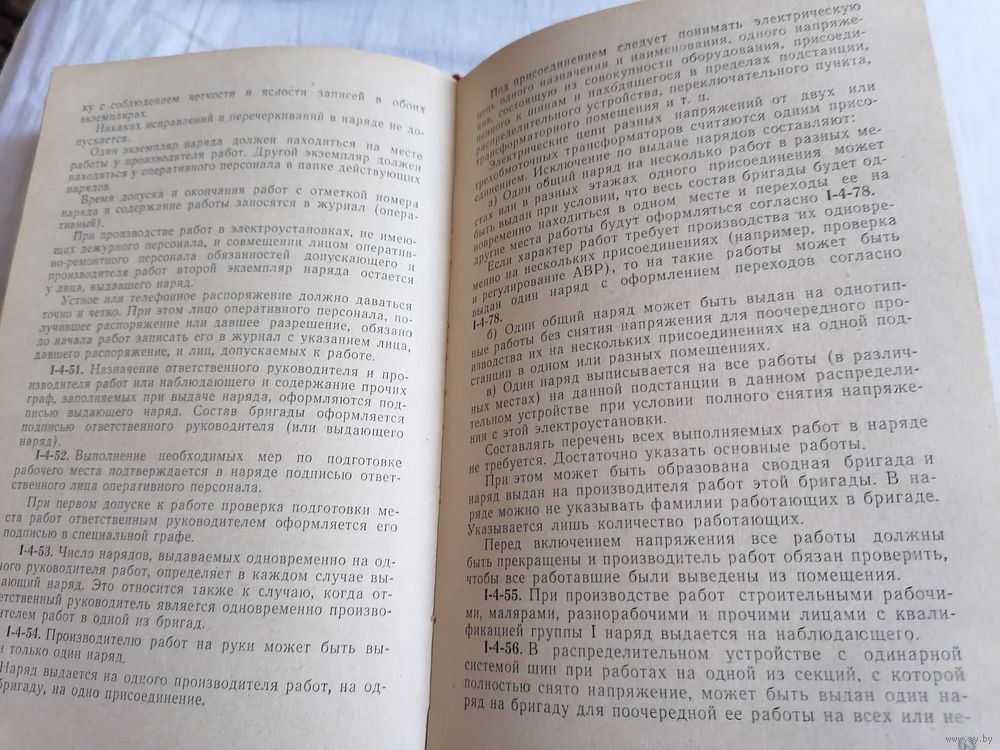 ку с соблюдением четкости и ясности записей в обоих
экземплярах.
Никаких исправлений и перечеркиваний в наряде не до-
пускается.
Один экземпляр наряда должен находиться на месте
работы у производителя работ. Другой экземпляр должен
находиться у оперативного персонала в папке действующих
нарядов.
Время допуска и окончания работ с отметкой номера
наряда и содержание работы заносятся в журнал (опера-
тивный).
При производстве работ в электроустановках, не имею-
щих дежурного персонала, и совмещении лицом оператив-
но-ремонтного персонала обязанностей допускающего и
производителя работ второй экземпляр наряда остается
у лица, выдавшего наряд.
Устное или телефонное распоряжение должно даваться
точно и четко. При этом лицо оперативного персонала, по-
лучившее распоряжение или давшее разрешение, обязано
до начала работ записать его в журнал с указанием лица,
давшего распоряжение, и лиц, допускаемых к работе.
I-4-51. Назначение ответственного руководителя и про-
изводителя работ или наблюдающего и содержание прочих
граф, заполняемых при выдаче наряда, оформляются под-
писью выдающего наряд. Состав бригады оформляется
подписью ответственного руководителя (или выдающего
наряд).
I-4-52. Выполнение необходимых мер по подготовке
рабочего места подтверждается в наряде подписью ответ-
ственного лица оперативного персонала.
При первом допуске к работе проверка подготовки ме-
ста работ ответственным руководителем оформляется его
подписью в специальной графе.
I-4-53. Число нарядов, выдаваемых одновременно на од-
ного руководителя работ, определяет в каждом случае вы-
ающий наряд. Это относится также к случаю, когда от-
етственный руководитель является одновременно произво-
ителем работ в одной из бригад.
I-4-54. Производителю работ на руки может быть вы-
н только один наряд.
Наряд выдается на одного производителя работ, на од-
бригаду, на одно присоединение.
Под присоединением следует понимать электрическую
цепь одного назначения и наименования, одного напряже-
ния, состоящую из совокупности оборудования, присоеди-
ненного к шинам и находящегося в пределах подстанции,
распределительного устройства, переключательного пункта,
трансформаторного помещения и т. п.
Электрические цепи разных напряжений от двух или
трехобмоточных трансформаторов считаются одним присо-
единением. Исключение по выдаче нарядов составляют:
а) Один общий наряд на несколько работ в разных ме-
стах или в разных этажах одного присоединения может
быть выдан при условии, что весь состав бригады будет од-
новременно находиться в одном месте и переходы ее на
другие места работы будут оформляться согласно I-4-78.
Если характер работ требует производства их одновре-
менно на нескольких присоединениях (например, проверка
и регулирование АВР), то на такие работы может быть
выдан один наряд с оформлением переходов согласно
I-4-78.
б) Один общий наряд может быть выдан на однотип-
ные работы без снятия напряжения для поочередного про-
изводства их на нескольких присоединениях на одной под-
станции в одном или разных помещениях.
в) Один наряд выписывается на все работы (в различ-
ных местах) на данной подстанции в данном распредели-
тельном устройстве при условии полного снятия напряже-
ния с этой электроустановки.
Составлять перечень всех выполняемых работ в наряде
не требуется. Достаточно указать основные работы.
При этом может быть образована сводная бригада и
наряд выдан на производителя работ этой бригады. В на-
ряде можно не указывать фамилии работающих в бригаде.
Указывается лишь количество работающих.
Перед включением напряжения все работы должны
быть прекращены и производитель работ обязан проверить,
чтобы все работавшие были выведены из помещения.
I-4-55. При производстве работ строительными рабочи-
ми, малярами, разнорабочими и прочими лицами с квали-
фикацией группы I наряд выдается на наблюдающего.
I-4-56. В распределительном устройстве с одинарной
системой шин при работах на одной из секций, с которой
полностью снято напряжение, может быть выдан один на-
ряд на бригаду для поочередной ее работы на всех или не-
www.ay.by